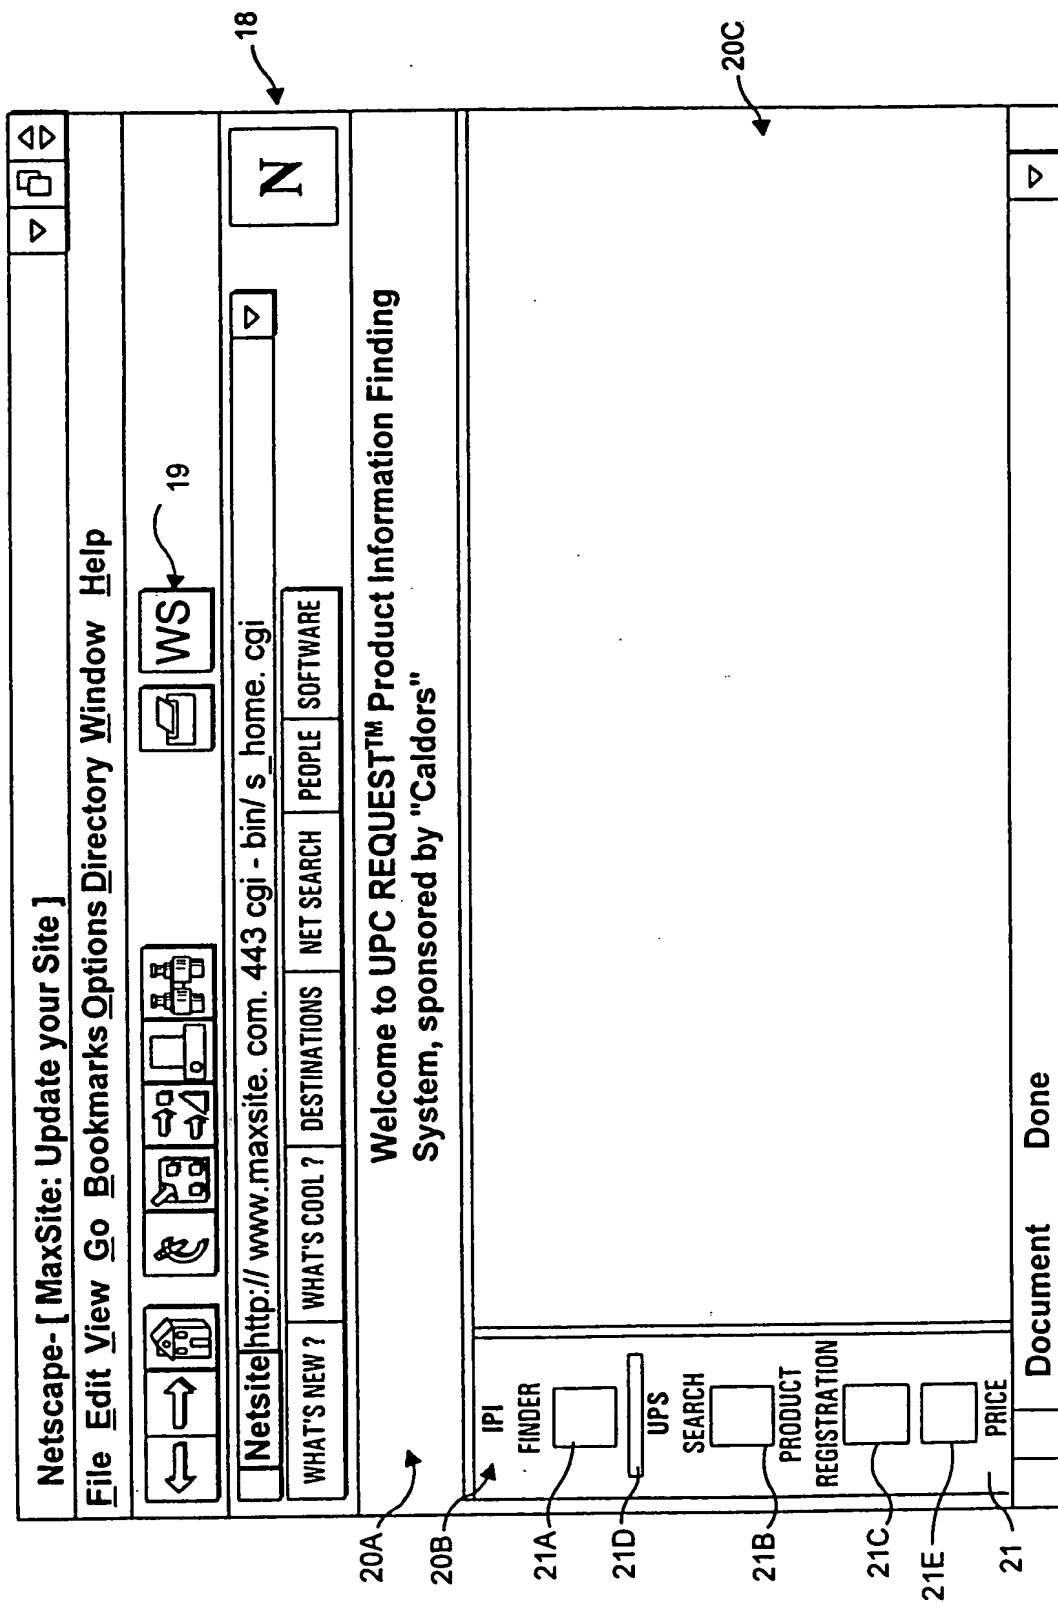 Netscape- [ MaxSite: Update your Site ]
File Edit View Go Bookmarks Options Directory Window Help
WS
19
18
Netsite http:// www.maxsite. com. 443 cgi - bin/ s_home. cgi
N
WHAT'S NEW ? WHAT'S COOL ? DESTINATIONS NET SEARCH PEOPLE SOFTWARE
20A
Welcome to UPC REQUEST™ Product Information Finding
System, sponsored by "Caldors"
20B
20C
IPI
FINDER
21A
21D
UPS
SEARCH
21B
PRODUCT
REGISTRATION
21C
21E
PRICE
21
Document Done